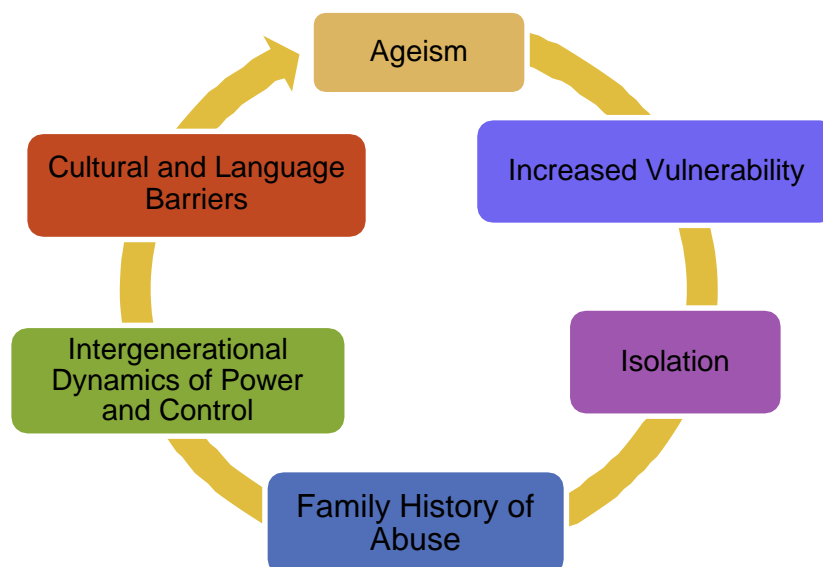 Ageism
Increased Vulnerability
Isolation
Family History of
Abuse
Intergenerational
Dynamics of Power
and Control
Cultural and Language
Barriers